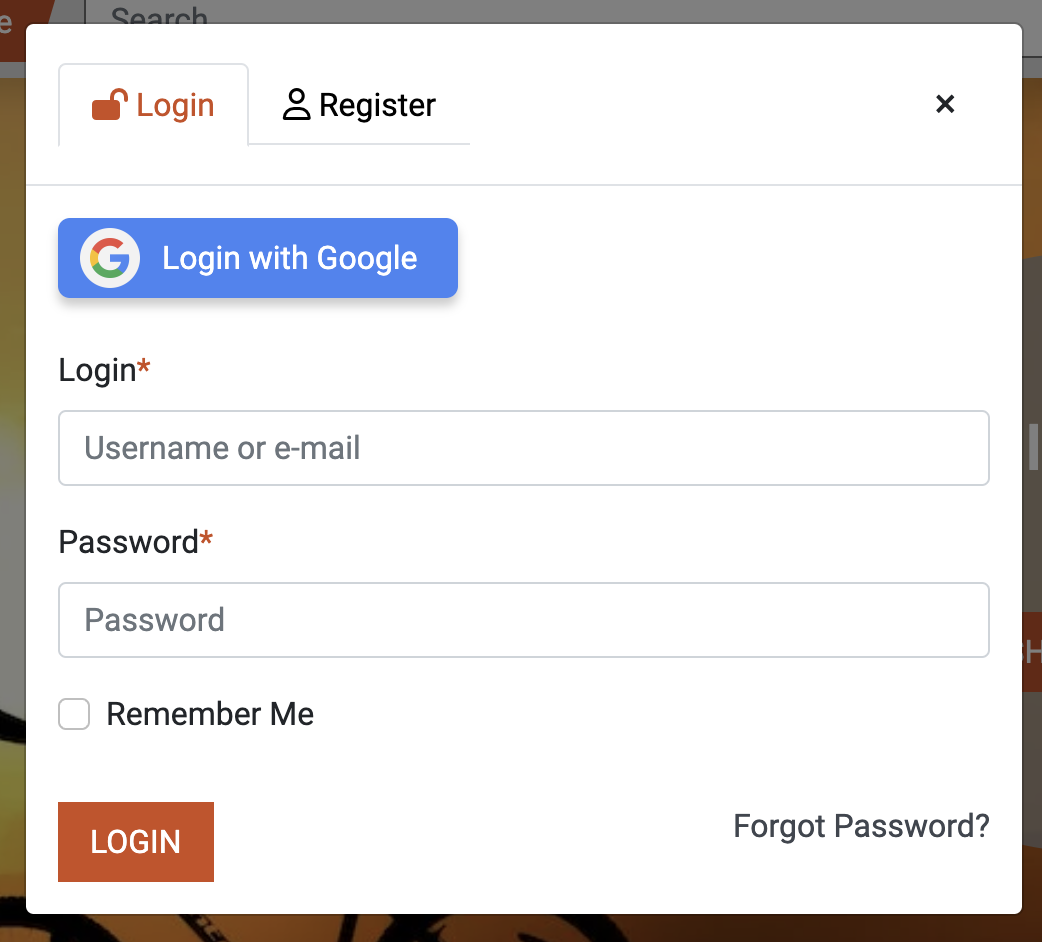 Search
Login Register ×
Login with Google
Login*
Username or e-mail
Password*
Password
Remember Me
LOGIN
Forgot Password?